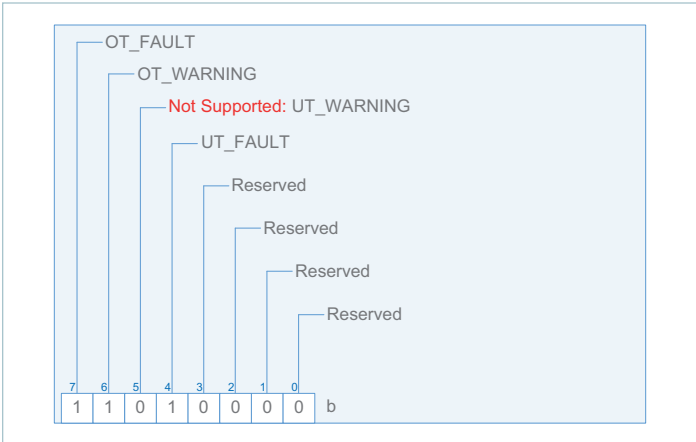 OT_FAULT
OT_WARNING
Not Supported: UT_WARNING
UT_FAULT
Reserved
Reserved
Reserved
Reserved
7 6 5 4 3 2 1 0
1 1 0 1 0 0 0 0 b